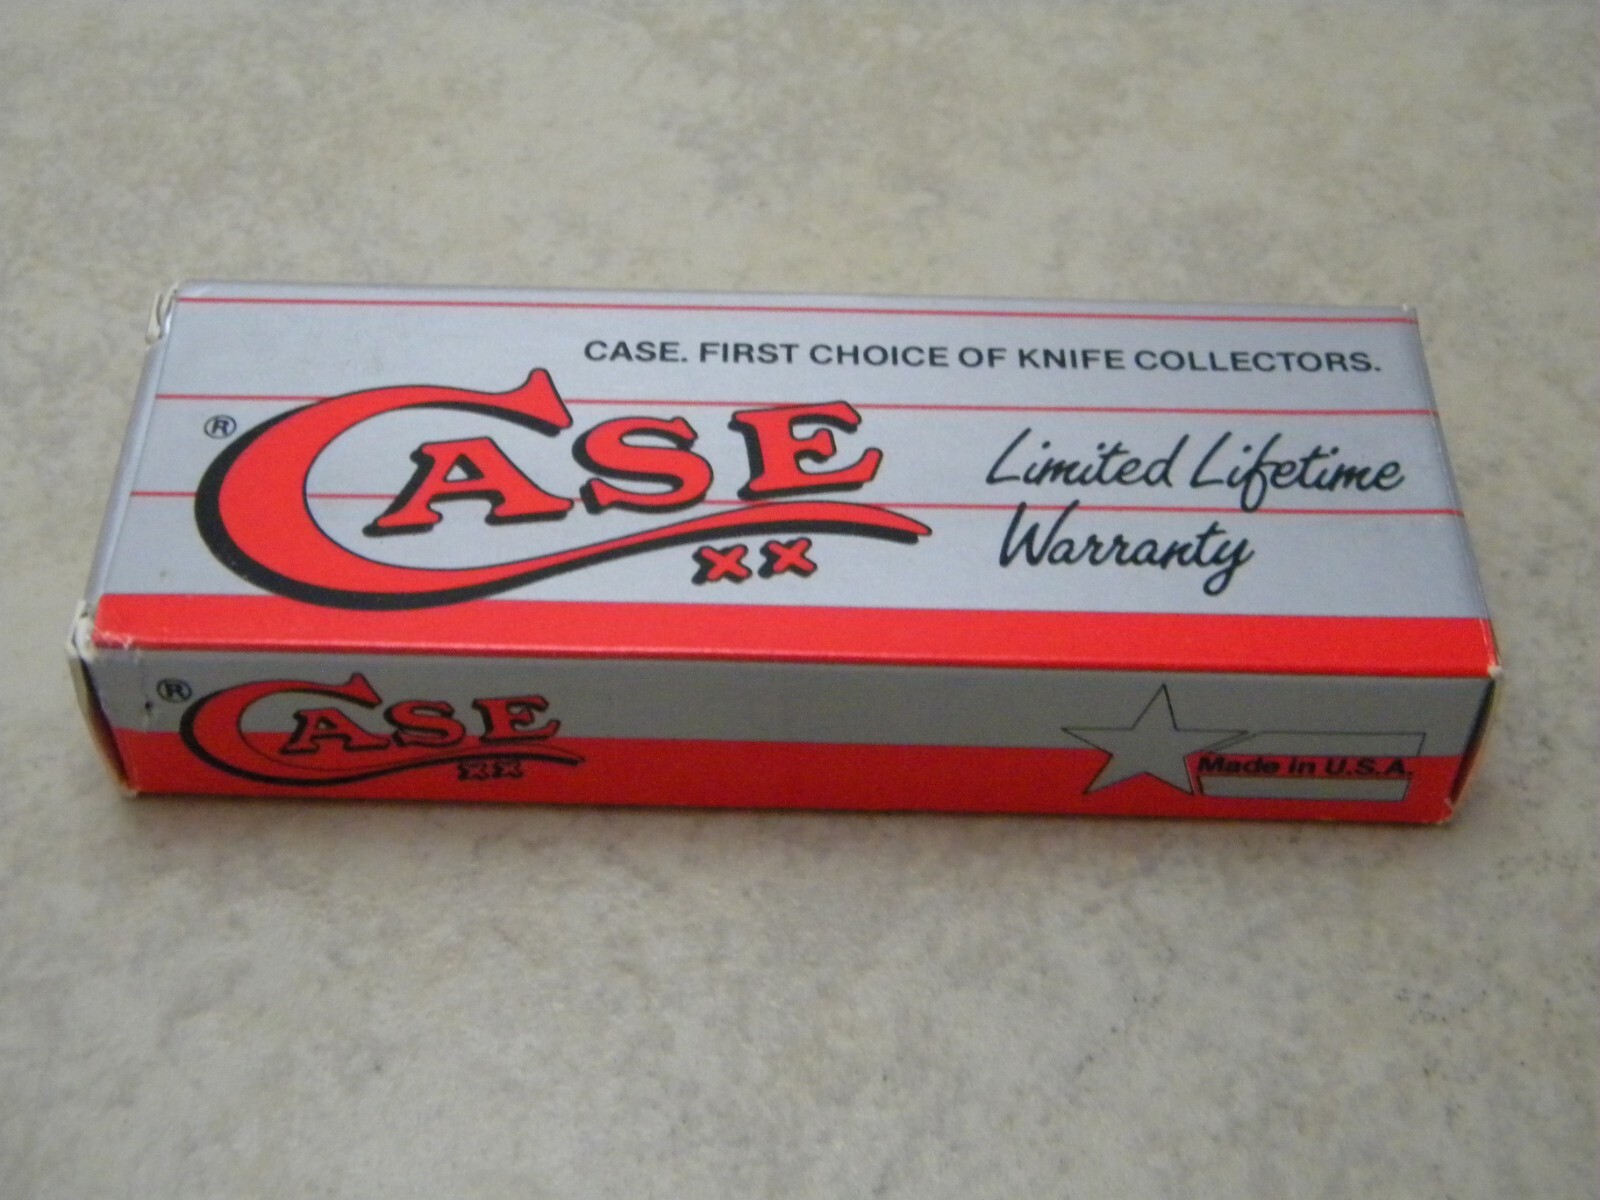 CASE. FIRST CHOICE OF KNIFE COLLECTORS.
® CASE
XX
Limited Lifetime
Warranty
® CASE
XX
Made in U.S.A.